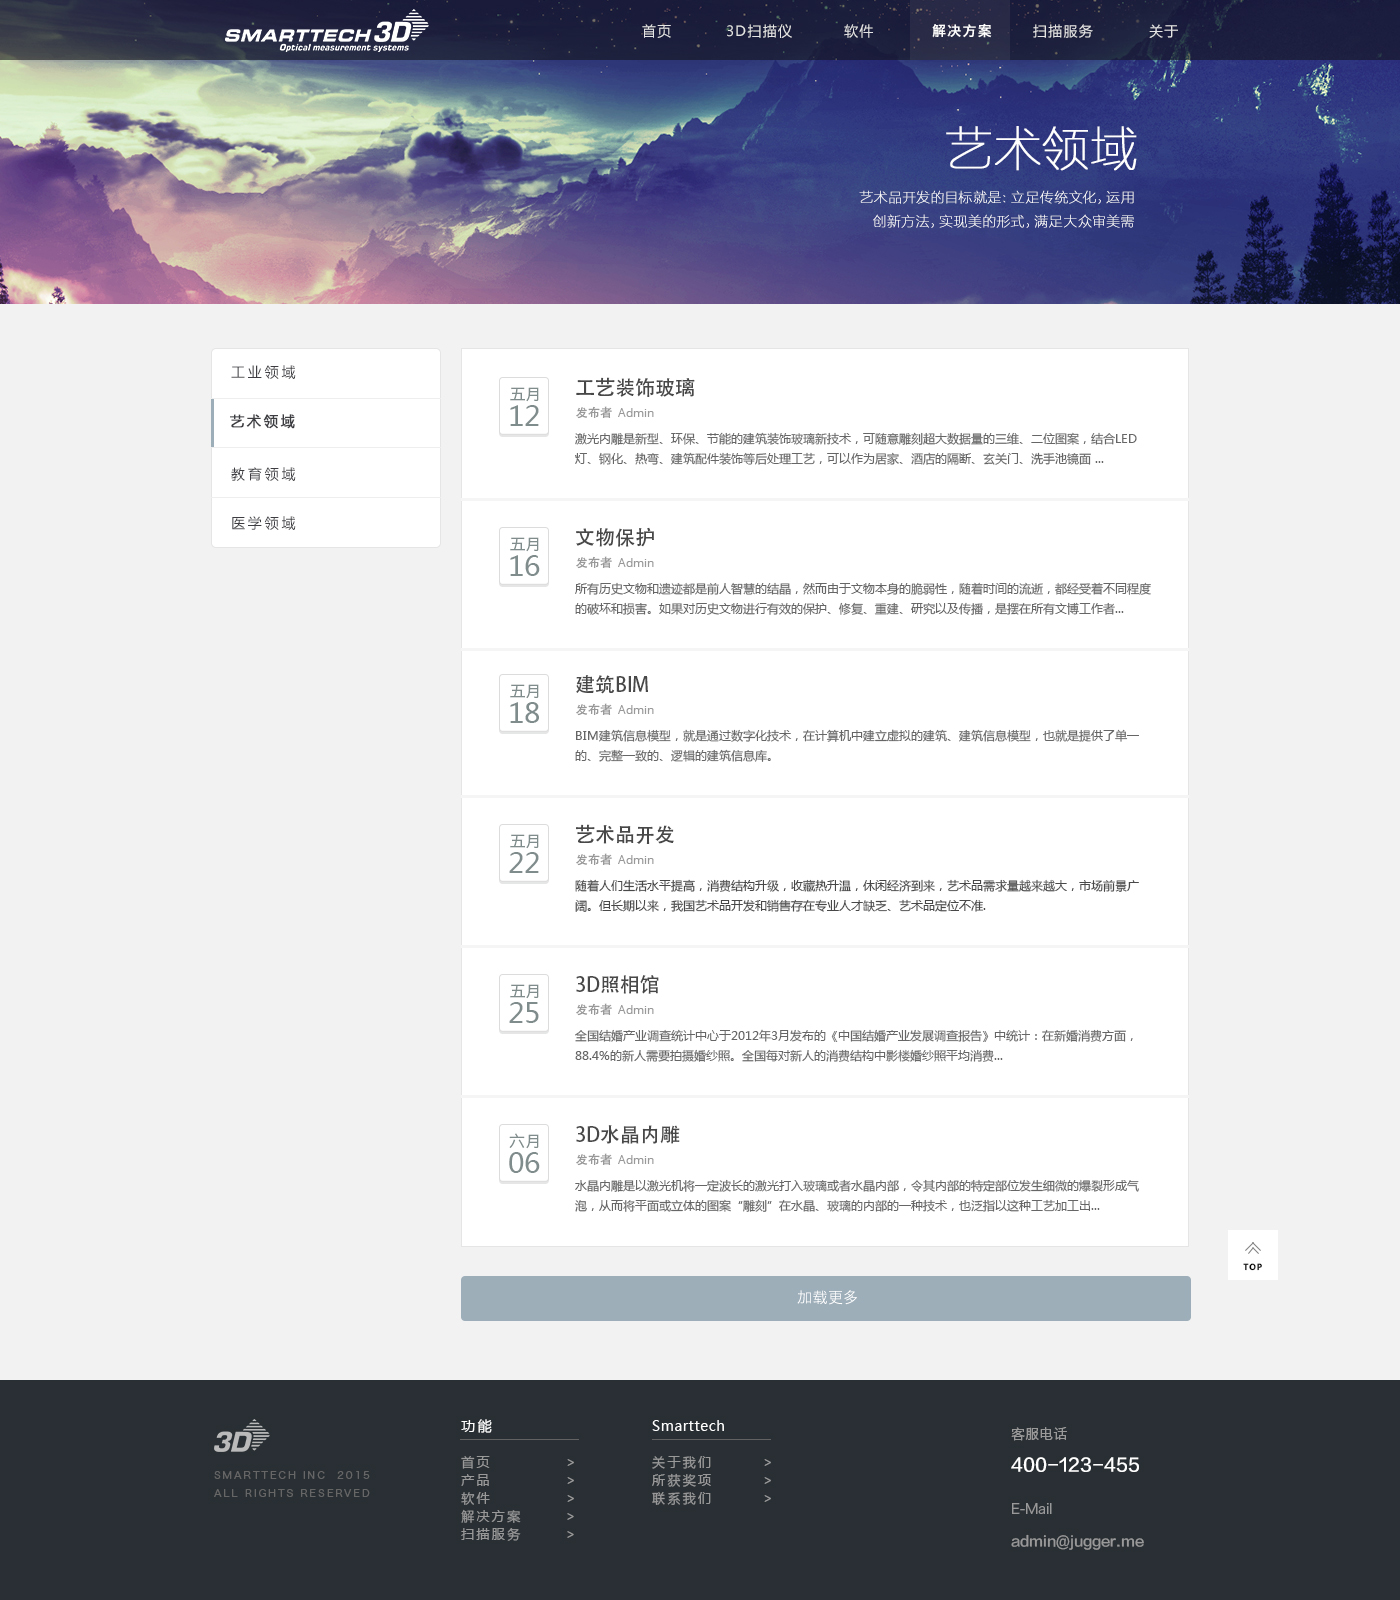 SMARTTECH 3D
Optical measurement systems
首页 3D扫描仪 软件 解决方案 扫描服务 关于
艺术领域
艺术品开发的目标就是：立足传统文化，运用
创新方法，实现美的形式，满足大众审美需
工业领域
艺术领域
教育领域
医学领域
五月
12
工艺装饰玻璃
发布者 Admin
激光内雕是新型、环保、节能的建筑装饰玻璃新技术，可随意雕刻超大数据量的三维、二位图案，结合LED
灯、钢化、热弯、建筑配件装饰等后处理工艺，可以作为居家、酒店的隔断、玄关门、洗手池镜面 ...
五月
16
文物保护
发布者 Admin
所有历史文物和遗迹都是前人智慧的结晶，然而由于文物本身的脆弱性，随着时间的流逝，都经受着不同程度
的破坏和损害。如果对历史文物进行有效的保护、修复、重建、研究以及传播，是摆在所有文博工作者...
五月
18
建筑BIM
发布者 Admin
BIM建筑信息模型，就是通过数字化技术，在计算机中建立虚拟的建筑、建筑信息模型，也就是提供了单一
的、完整一致的、逻辑的建筑信息库。
五月
22
艺术品开发
发布者 Admin
随着人们生活水平提高，消费结构升级，收藏热升温，休闲经济到来，艺术品需求量越来越大，市场前景广
阔。但长期以来，我国艺术品开发和销售存在专业人才缺乏、艺术品定位不准.
五月
25
3D照相馆
发布者 Admin
全国结婚产业调查统计中心于2012年3月发布的《中国结婚产业发展调查报告》中统计：在新婚消费方面，
88.4%的新人需要拍摄婚纱照。全国每对新人的消费结构中影楼婚纱照平均消费...
六月
06
3D水晶内雕
发布者 Admin
水晶内雕是以激光机将一定波长的激光打入玻璃或者水晶内部，令其内部的特定部位发生细微的爆裂形成气
泡，从而将平面或立体的图案“雕刻”在水晶、玻璃的内部的一种技术，也泛指以这种工艺加工出...
TOP
加载更多
3D
SMARTTECH INC 2015
ALL RIGHTS RESERVED
功能
首页 >
产品 >
软件 >
解决方案 >
扫描服务 >
Smarttech
关于我们 >
所获奖项 >
联系我们 >
客服电话
400-123-455
E-Mail
admin@jugger.me